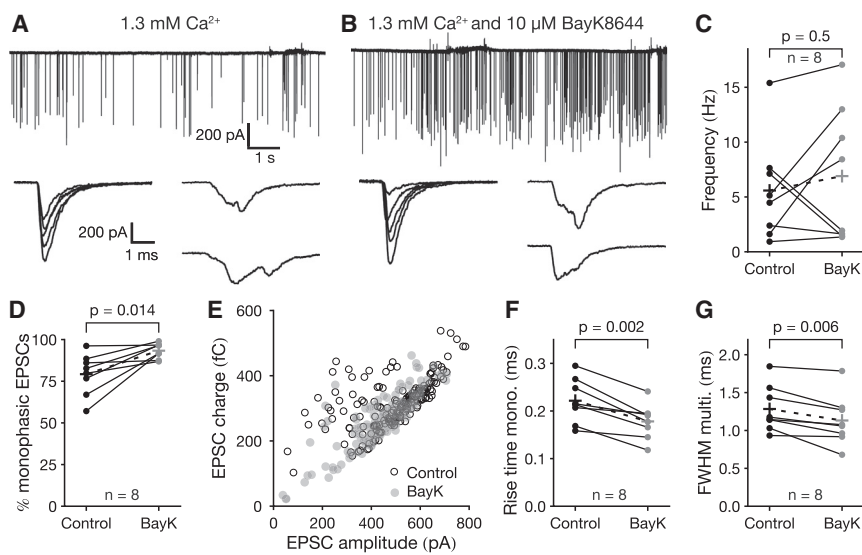 A
1.3 mM Ca²⁺
200 pA
1 s
200 pA
1 ms
B
1.3 mM Ca²⁺ and 10 µM BayK8644
C
p = 0.5
n = 8
Frequency (Hz)
15
10
5
0
Control
BayK
D
p = 0.014
% monophasic EPSCs
100
75
50
25
0
n = 8
Control
BayK
E
EPSC charge (fC)
600
400
200
0
Control
BayK
0
200
400
600
800
EPSC amplitude (pA)
F
p = 0.002
Rise time mono. (ms)
0.3
0.2
0.1
0.0
n = 8
Control
BayK
G
p = 0.006
FWHM multi. (ms)
2.0
1.5
1.0
0.5
0.0
n = 8
Control
BayK